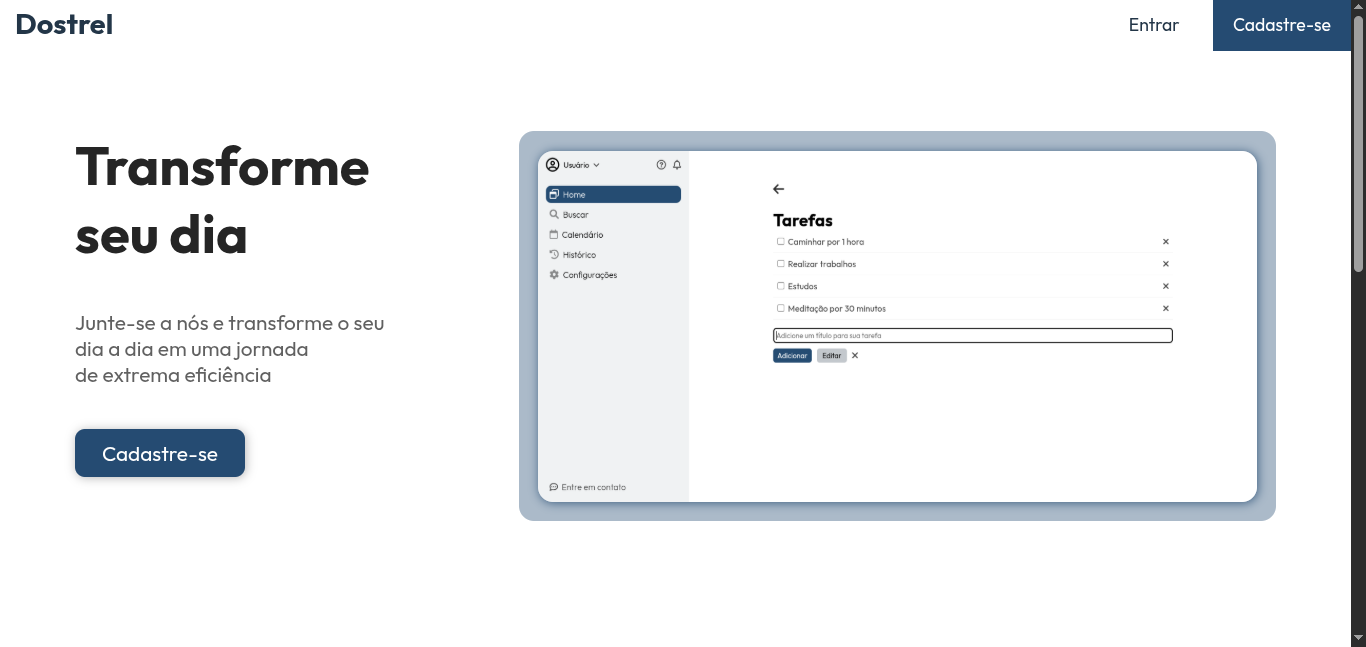 Dostrel
Entrar
Cadastre-se
Transforme
seu dia
Junte-se a nós e transforme o seu
dia a dia em uma jornada
de extrema eficiência
Cadastre-se
Usuário
Home
Buscar
Calendário
Histórico
Configurações
Entre em contato
Tarefas
Caminhar por 1 hora
Realizar trabalhos
Estudos
Meditação por 30 minutos
Adicione um título para sua tarefa
Adicionar
Editar